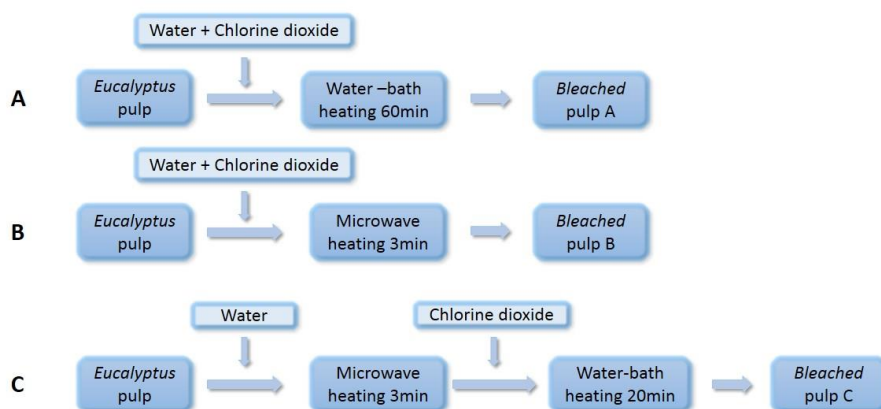 Water + Chlorine dioxide
A
Eucalyptus
pulp
Water –bath
heating 60min
Bleached
pulp A
Water + Chlorine dioxide
B
Eucalyptus
pulp
Microwave
heating 3min
Bleached
pulp B
Water
Chlorine dioxide
C
Eucalyptus
pulp
Microwave
heating 3min
Water-bath
heating 20min
Bleached
pulp C